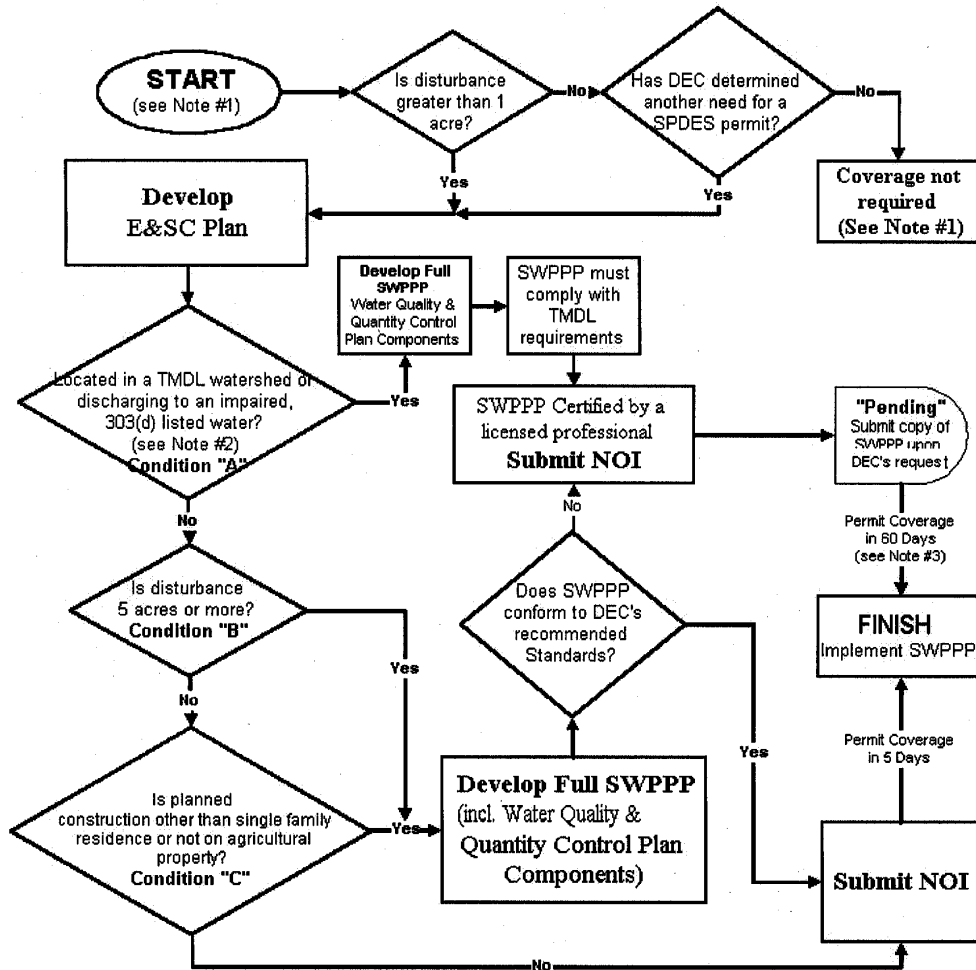 START
(see Note #1)
Is disturbance
greater than 1
acre?
No
Has DEC determined
another need for a
SPDES permit?
No
Yes
Yes
Coverage not
required
(See Note #1)
Develop
E&SC Plan
Develop Full
SWPPP
Water Quality &
Quantity Control
Plan Components
SWPPP must
comply with
TMDL
requirements
Located in a TMDL watershed or
discharging to an impaired,
303(d) listed water?
(see Note #2)
Condition "A"
Yes
SWPPP Certified by a
licensed professional
Submit NOI
"Pending"
Submit copy of
SWPPP upon
DEC's request
No
No
Permit Coverage
in 60 Days
(see Note #3)
Is disturbance
5 acres or more?
Condition "B"
Yes
Does SWPPP
conform to DEC's
recommended
Standards?
FINISH
Implement SWPPP
No
Yes
Permit Coverage
in 5 Days
Is planned
construction other than single family
residence or not on agricultural
property?
Condition "C"
Yes
Develop Full SWPPP
(incl. Water Quality &
Quantity Control Plan
Components)
Submit NOI
No